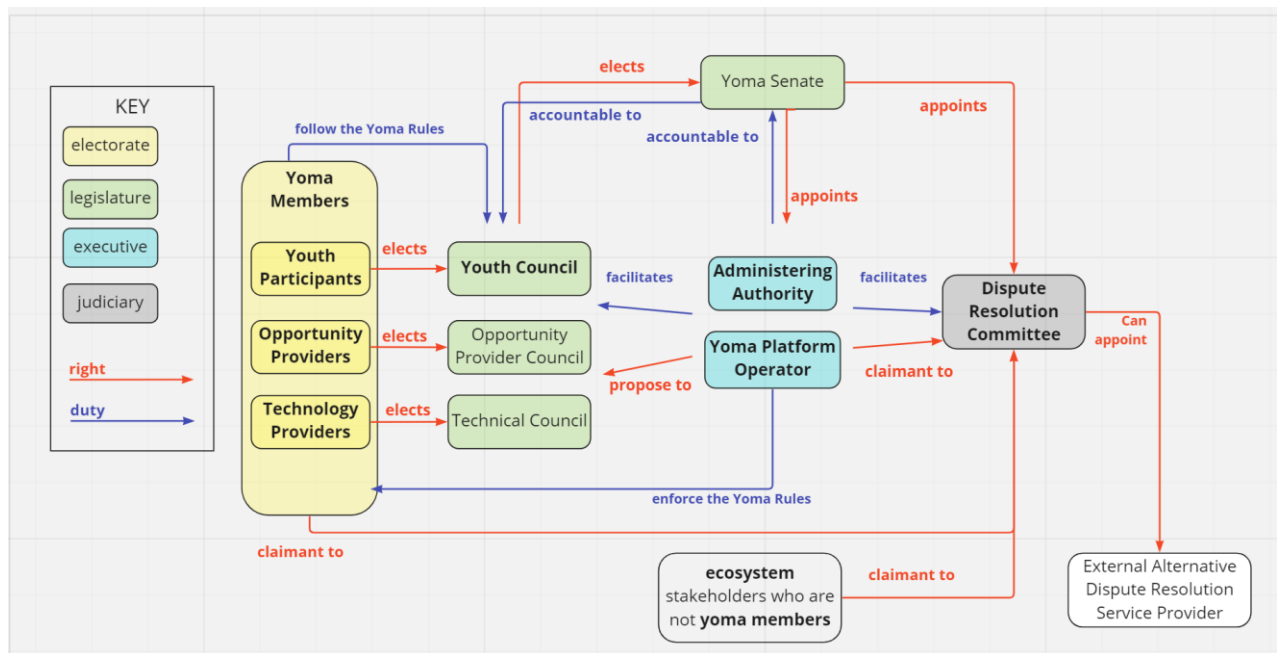 KEY
electorate
legislature
executive
judiciary
right
duty
follow the Yoma Rules
elects
Yoma Senate
accountable to
accountable to
appoints
appoints
Yoma
Members
Youth
Participants
elects
Youth Council
facilitates
Administering
Authority
facilitates
Dispute
Resolution
Committee
Can
appoint
Opportunity
Providers
elects
Opportunity
Provider Council
propose to
Yoma Platform
Operator
claimant to
Technology
Providers
elects
Technical Council
enforce the Yoma Rules
claimant to
ecosystem
stakeholders who are
not yoma members
claimant to
External Alternative
Dispute Resolution
Service Provider